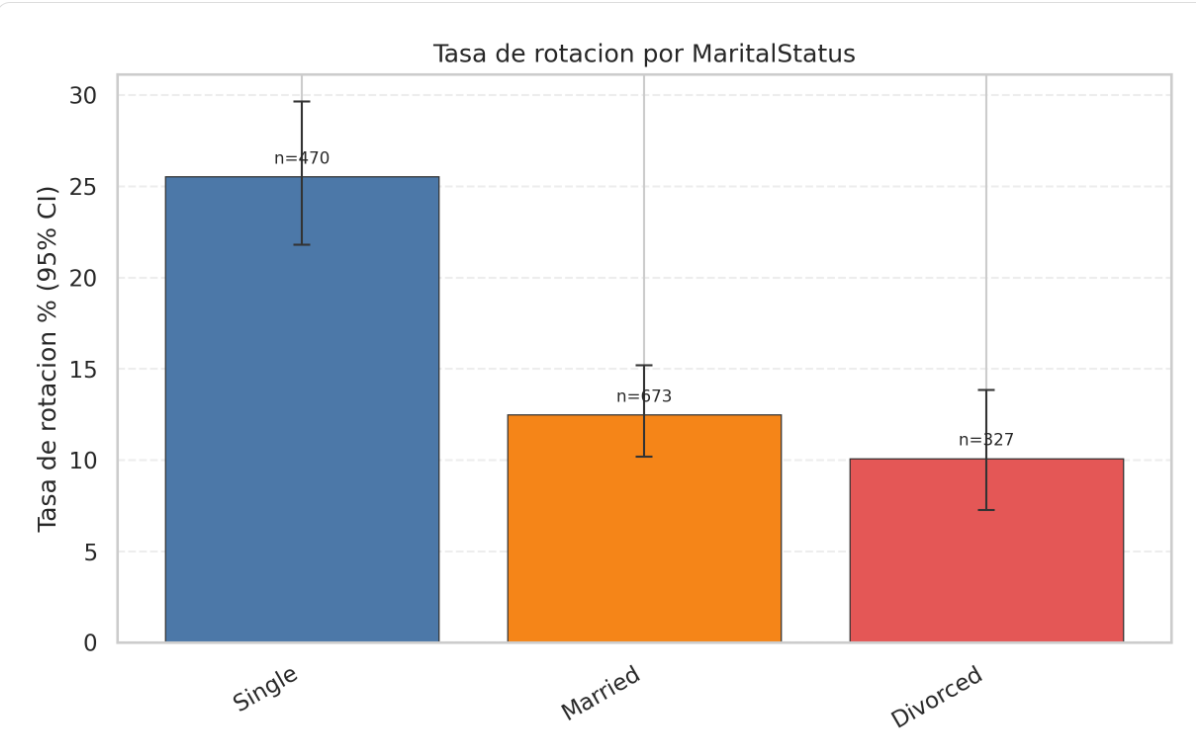 Tasa de rotacion por MaritalStatus
Tasa de rotacion % (95% CI)
30
25
20
15
10
5
0
n=470
n=673
n=327
Single
Married
Divorced